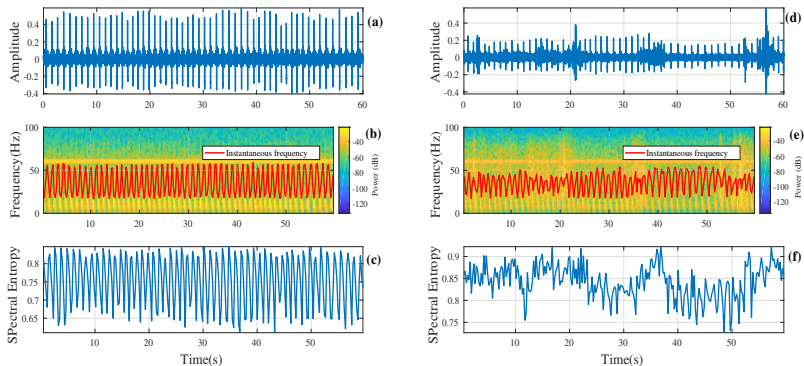 (a)
Amplitude
0.4
0.2
0
-0.2
-0.4
0 10 20 30 40 50 60
(d)
Amplitude
0.4
0.2
0
-0.2
-0.4
0 10 20 30 40 50 60
(b)
Frequency(Hz)
100
50
0
Instantaneous frequency
10 20 30 40 50
-40
-60
-80
-100
-120
Power (dB)
(e)
Frequency(Hz)
100
50
0
Instantaneous frequency
10 20 30 40 50
-40
-60
-80
-100
-120
Power (dB)
(c)
SPectral Entropy
0.8
0.75
0.7
0.65
10 20 30 40 50
Time(s)
(f)
SPectral Entropy
0.9
0.85
0.8
0.75
10 20 30 40 50
Time(s)